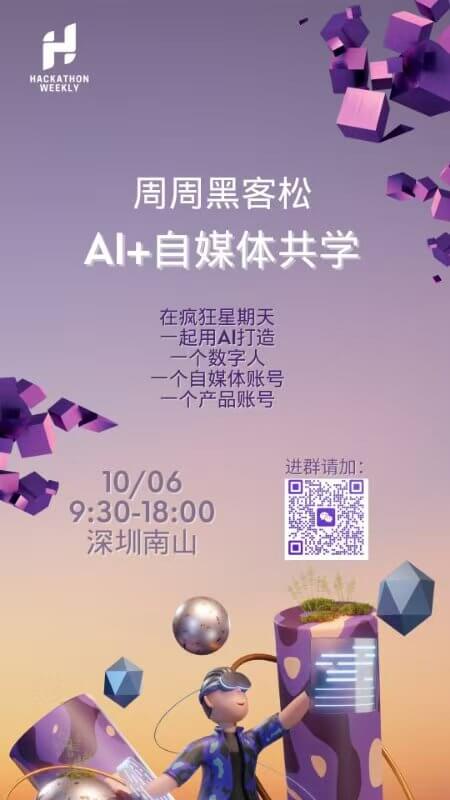 HACKATHON
WEEKLY
周周黑客松
AI+自媒体共学
在疯狂星期天
一起用AI打造
一个数字人
一个自媒体账号
一个产品账号
10/06
9:30-18:00
深圳南山
进群请加：